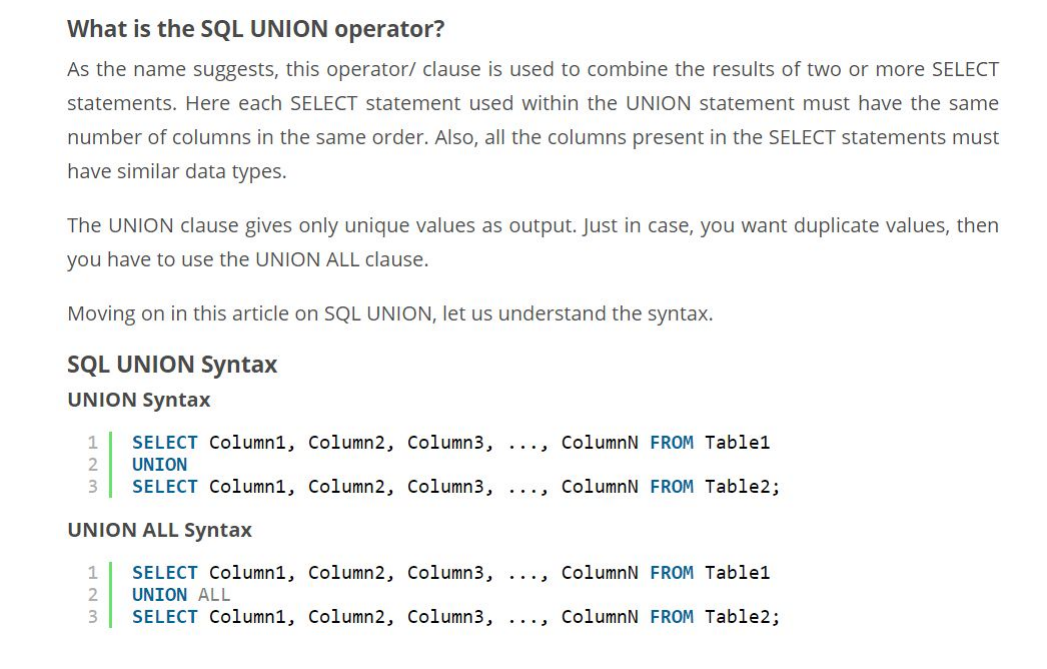 What is the SQL UNION operator?
As the name suggests, this operator/ clause is used to combine the results of two or more SELECT
statements. Here each SELECT statement used within the UNION statement must have the same
number of columns in the same order. Also, all the columns present in the SELECT statements must
have similar data types.
The UNION clause gives only unique values as output. Just in case, you want duplicate values, then
you have to use the UNION ALL clause.
Moving on in this article on SQL UNION, let us understand the syntax.
SQL UNION Syntax
UNION Syntax
1 SELECT Column1, Column2, Column3, ..., ColumnN FROM Table1
2 UNION
3 SELECT Column1, Column2, Column3, ..., ColumnN FROM Table2;
UNION ALL Syntax
1 SELECT Column1, Column2, Column3, ..., ColumnN FROM Table1
2 UNION ALL
3 SELECT Column1, Column2, Column3, ..., ColumnN FROM Table2;